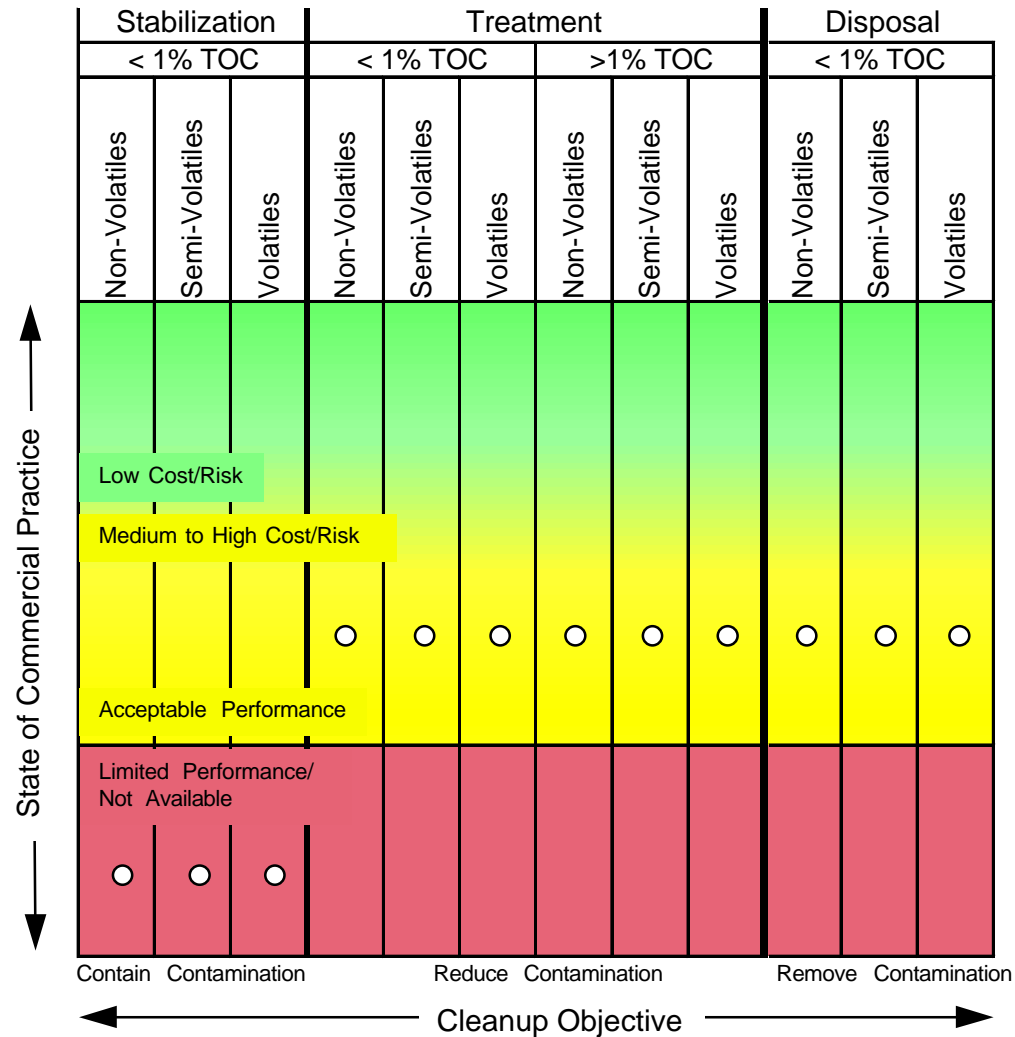 Stabilization Treatment Disposal
< 1% TOC < 1% TOC >1% TOC < 1% TOC
Non-Volatiles
Semi-Volatiles
Volatiles
Non-Volatiles
Semi-Volatiles
Volatiles
Non-Volatiles
Semi-Volatiles
Volatiles
Non-Volatiles
Semi-Volatiles
Volatiles
State of Commercial Practice
Low Cost/Risk
Medium to High Cost/Risk
Acceptable Performance
Limited Performance/
Not Available
Contain Contamination Reduce Contamination Remove Contamination
Cleanup Objective